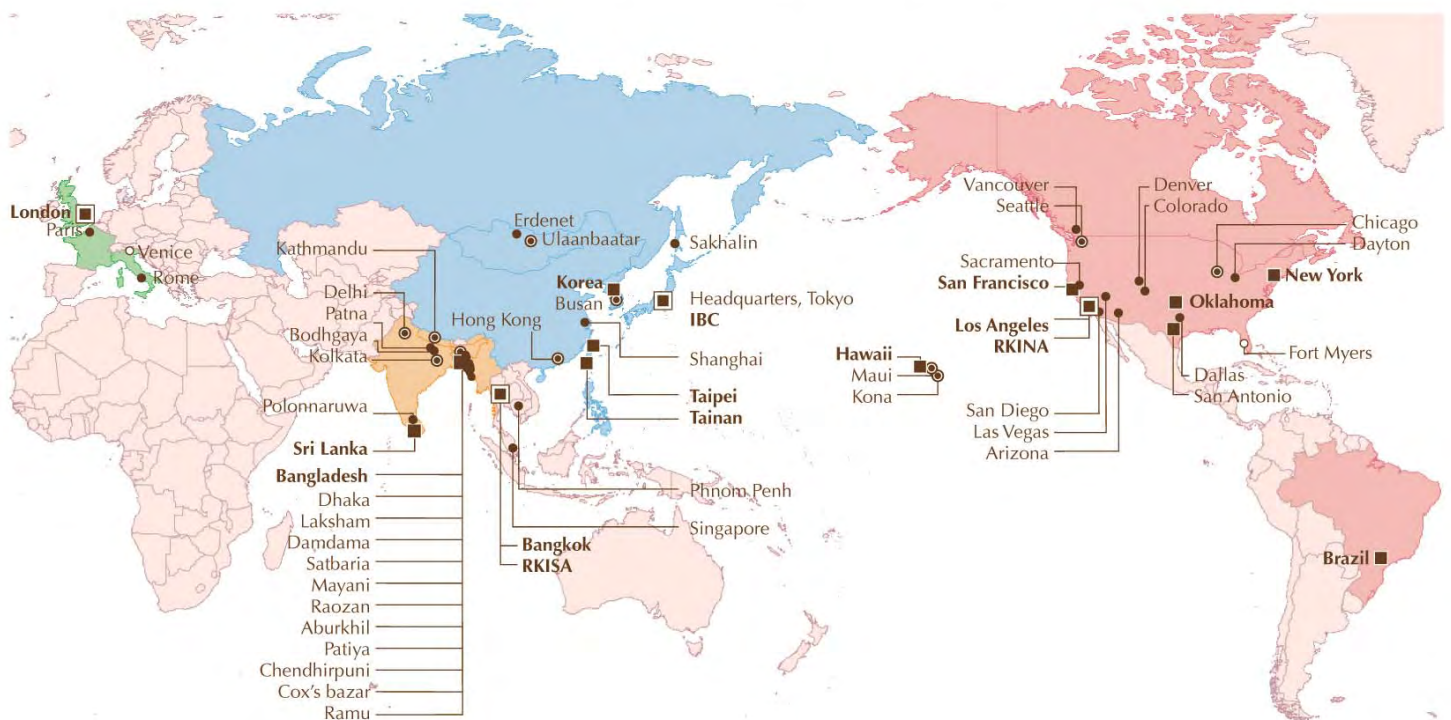 London
Paris
Venice
Rome
Kathmandu
Delhi
Patna
Bodhgaya
Kolkata
Polonnaruwa
Sri Lanka
Bangladesh
Dhaka
Laksham
Damdama
Satbaria
Mayani
Raozan
Aburkhil
Patiya
Chendhirpuni
Cox's bazar
Ramu
Erdenet
Ulaanbaatar
Sakhalin
Korea
Busan
Headquarters, Tokyo
IBC
Hong Kong
Shanghai
Taipei
Tainan
Phnom Penh
Singapore
Bangkok
RKISA
Vancouver
Seattle
Denver
Colorado
Chicago
Dayton
Sacramento
San Francisco
New York
Oklahoma
Los Angeles
RKINA
Hawaii
Maui
Kona
Fort Myers
Dallas
San Antonio
San Diego
Las Vegas
Arizona
Brazil